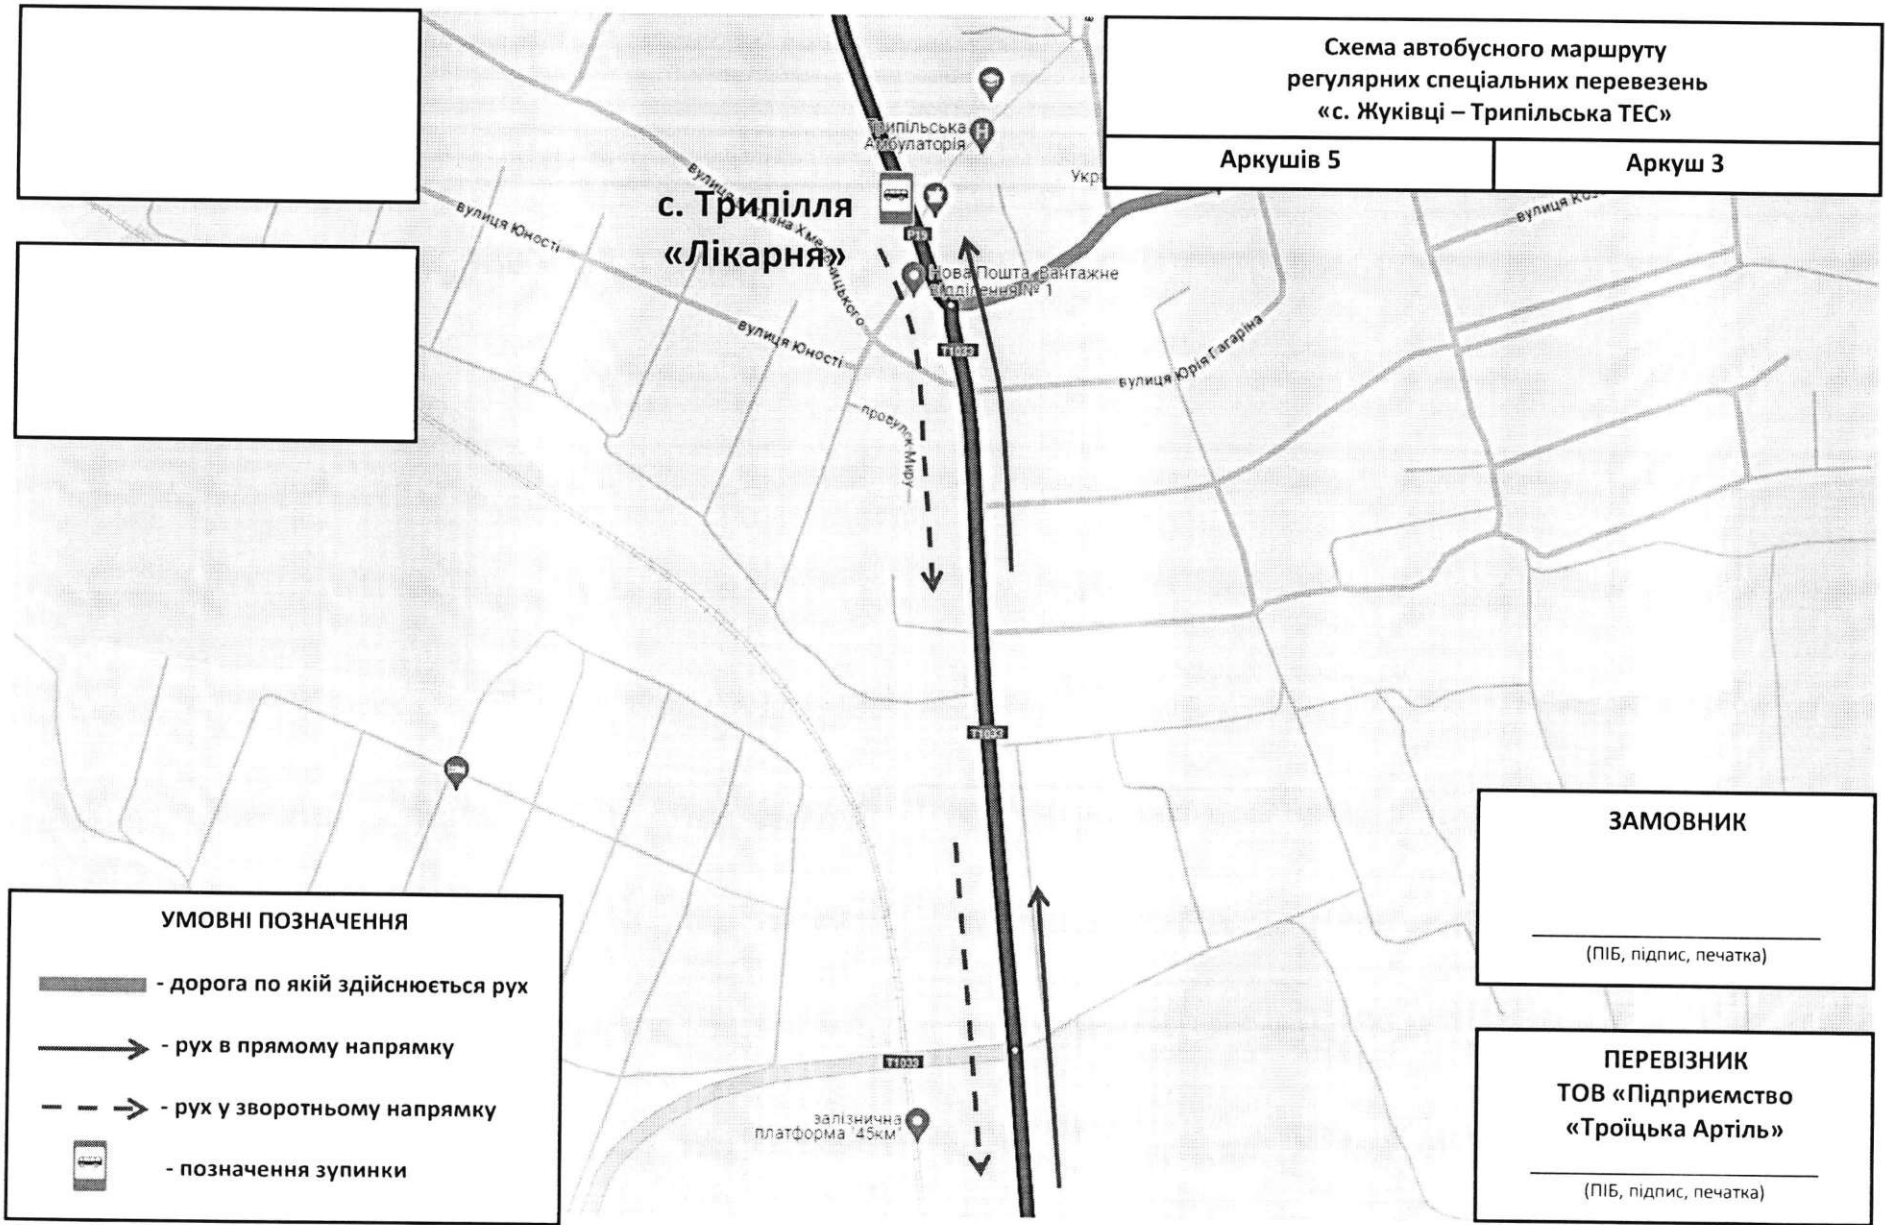 Схема автобусного маршруту
регулярних спеціальних перевезень
«с. Жуківці – Трипільська ТЕС»
Аркушів 5
Аркуш 3
Трипільська
Амбулаторія
Укр
вулиця Юності
с. Трипілля
«Лікарня»
Р19
Нова Пошта. Вантажне
Відділення № 1
вулиця Юності
Т1033
вулиця Юрія Гагаріна
Миру
Т1033
ЗАМОВНИК
(ПІБ, підпис, печатка)
УМОВНІ ПОЗНАЧЕННЯ
- дорога по якій здійснюється рух
- рух в прямому напрямку
- рух у зворотньому напрямку
- позначення зупинки
Т1033
залізнична
платформа '45км'
ПЕРЕВІЗНИК
ТОВ «Підприємство
«Троїцька Артіль»
(ПІБ, підпис, печатка)